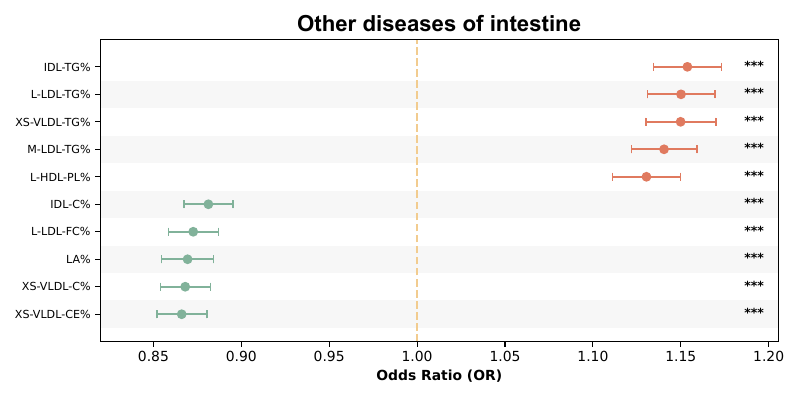 Other diseases of intestine
IDL-TG% ***
L-LDL-TG% ***
XS-VLDL-TG% ***
M-LDL-TG% ***
L-HDL-PL% ***
IDL-C% ***
L-LDL-FC% ***
LA% ***
XS-VLDL-C% ***
XS-VLDL-CE% ***
0.85 0.90 0.95 1.00 1.05 1.10 1.15 1.20
Odds Ratio (OR)